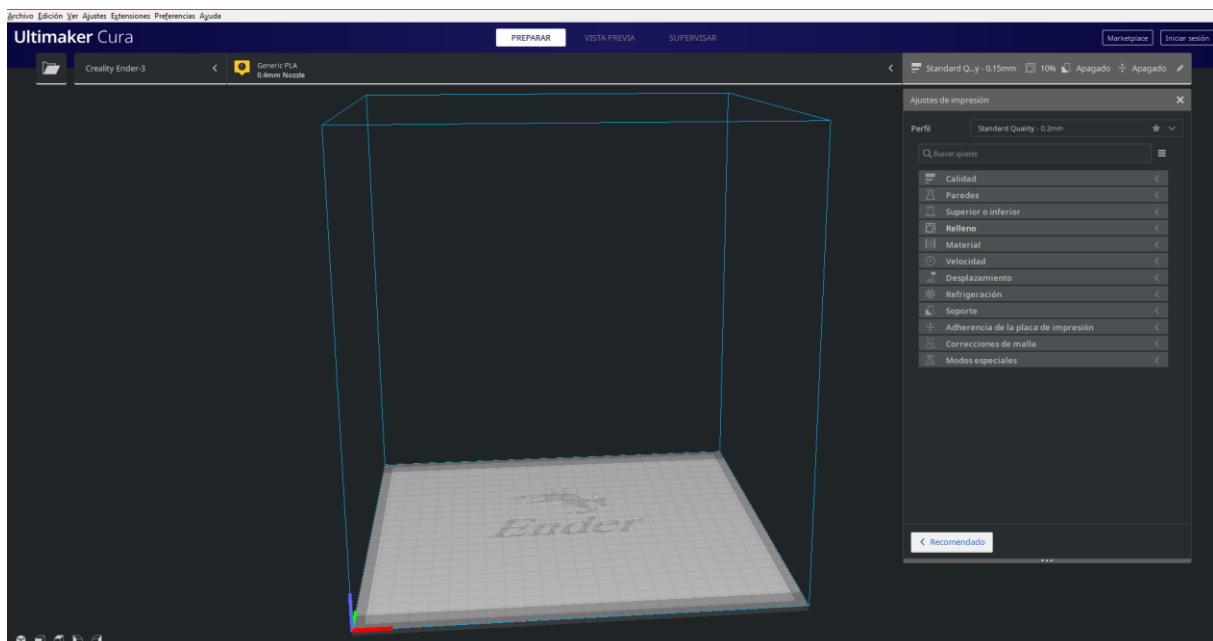 Archivo Edición Ver Ajustes Extensiones Preferencias Ayuda
Ultimaker Cura
PREPARAR
VISTA PREVIA
SUPERVISAR
Marketplace
Iniciar sesión
Creality Ender-3
Generic PLA
0.4mm Nozzle
Standard Q...y - 0.15mm 10% Apagado Apagado
Ajustes de impresión
Perfil
Standard Quality - 0.2mm
Buscar ajustes
Calidad
Paredes
Superior o inferior
Relleno
Material
Velocidad
Desplazamiento
Refrigeración
Soporte
Adherencia de la placa de impresión
Correcciones de malla
Modos especiales
Ender
Recomendado